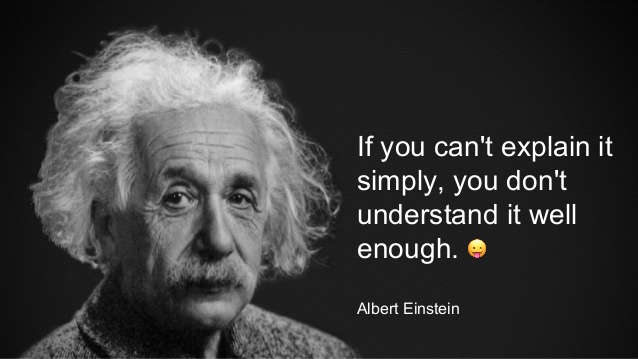 If you can't explain it
simply, you don't
understand it well
enough. 😛
Albert Einstein